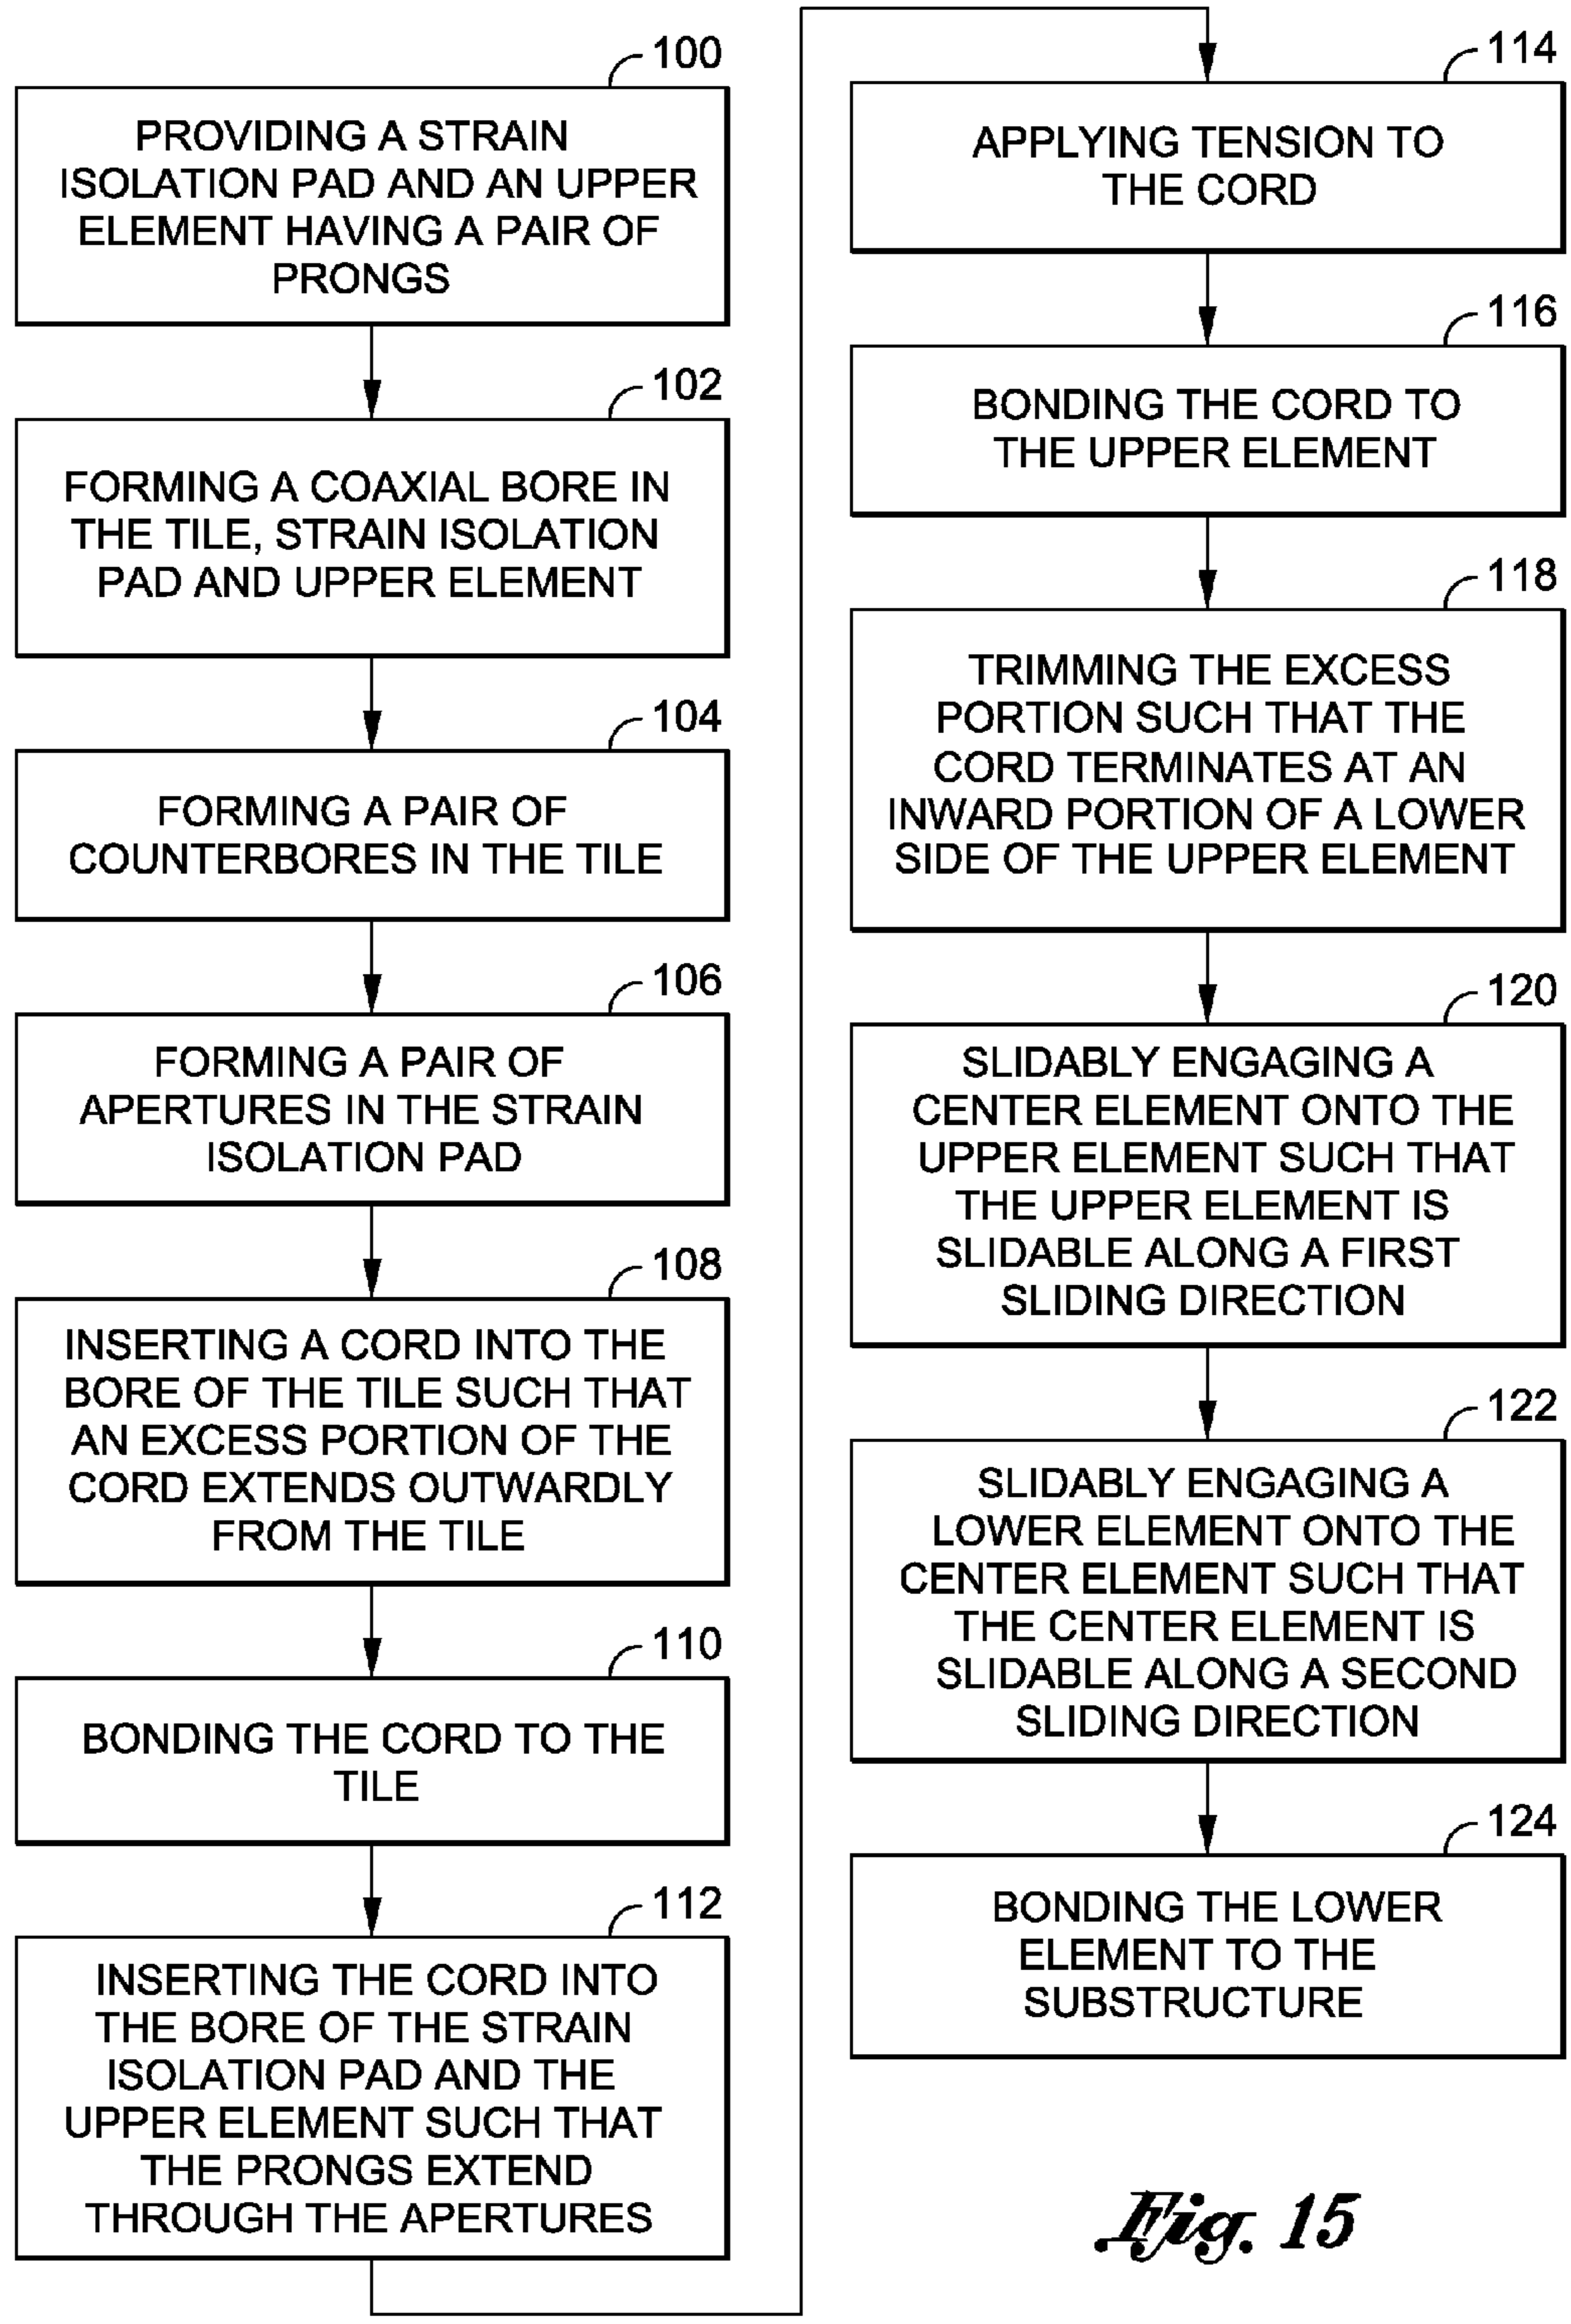 100
PROVIDING A STRAIN
ISOLATION PAD AND AN UPPER
ELEMENT HAVING A PAIR OF
PRONGS
102
FORMING A COAXIAL BORE IN
THE TILE, STRAIN ISOLATION
PAD AND UPPER ELEMENT
104
FORMING A PAIR OF
COUNTERBORES IN THE TILE
106
FORMING A PAIR OF
APERTURES IN THE STRAIN
ISOLATION PAD
108
INSERTING A CORD INTO THE
BORE OF THE TILE SUCH THAT
AN EXCESS PORTION OF THE
CORD EXTENDS OUTWARDLY
FROM THE TILE
110
BONDING THE CORD TO THE
TILE
112
INSERTING THE CORD INTO
THE BORE OF THE STRAIN
ISOLATION PAD AND THE
UPPER ELEMENT SUCH THAT
THE PRONGS EXTEND
THROUGH THE APERTURES
114
APPLYING TENSION TO
THE CORD
116
BONDING THE CORD TO
THE UPPER ELEMENT
118
TRIMMING THE EXCESS
PORTION SUCH THAT THE
CORD TERMINATES AT AN
INWARD PORTION OF A LOWER
SIDE OF THE UPPER ELEMENT
120
SLIDABLY ENGAGING A
CENTER ELEMENT ONTO THE
UPPER ELEMENT SUCH THAT
THE UPPER ELEMENT IS
SLIDABLE ALONG A FIRST
SLIDING DIRECTION
122
SLIDABLY ENGAGING A
LOWER ELEMENT ONTO THE
CENTER ELEMENT SUCH THAT
THE CENTER ELEMENT IS
SLIDABLE ALONG A SECOND
SLIDING DIRECTION
124
BONDING THE LOWER
ELEMENT TO THE
SUBSTRUCTURE
Fig. 15